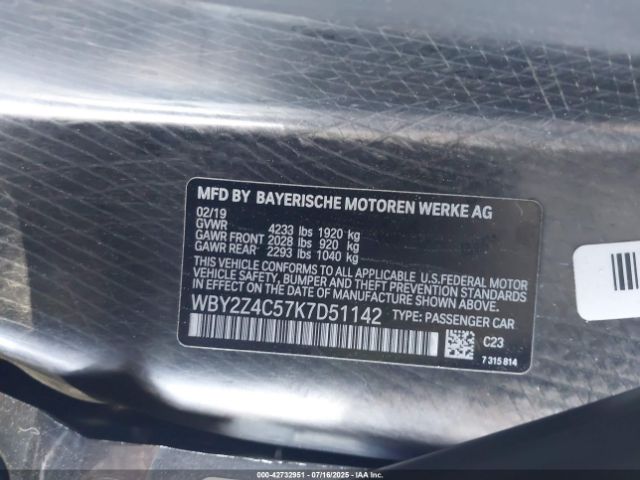 MFD BY BAYERISCHE MOTOREN WERKE AG
02/19
GVWR 4233 lbs 1920 kg
GAWR FRONT 2028 lbs 920 kg
GAWR REAR 2293 lbs 1040 kg
THIS VEHICLE CONFORMS TO ALL APPLICABLE U.S.FEDERAL MOTOR
VEHICLE SAFETY, BUMPER, AND THEFT PREVENTION STANDARDS
IN EFFECT ON THE DATE OF MANUFACTURE SHOWN ABOVE.
WBY2Z4C57K7D51142 TYPE: PASSENGER CAR
C23
7 315 814
000-42732951 - 07/16/2025 - IAA Inc.